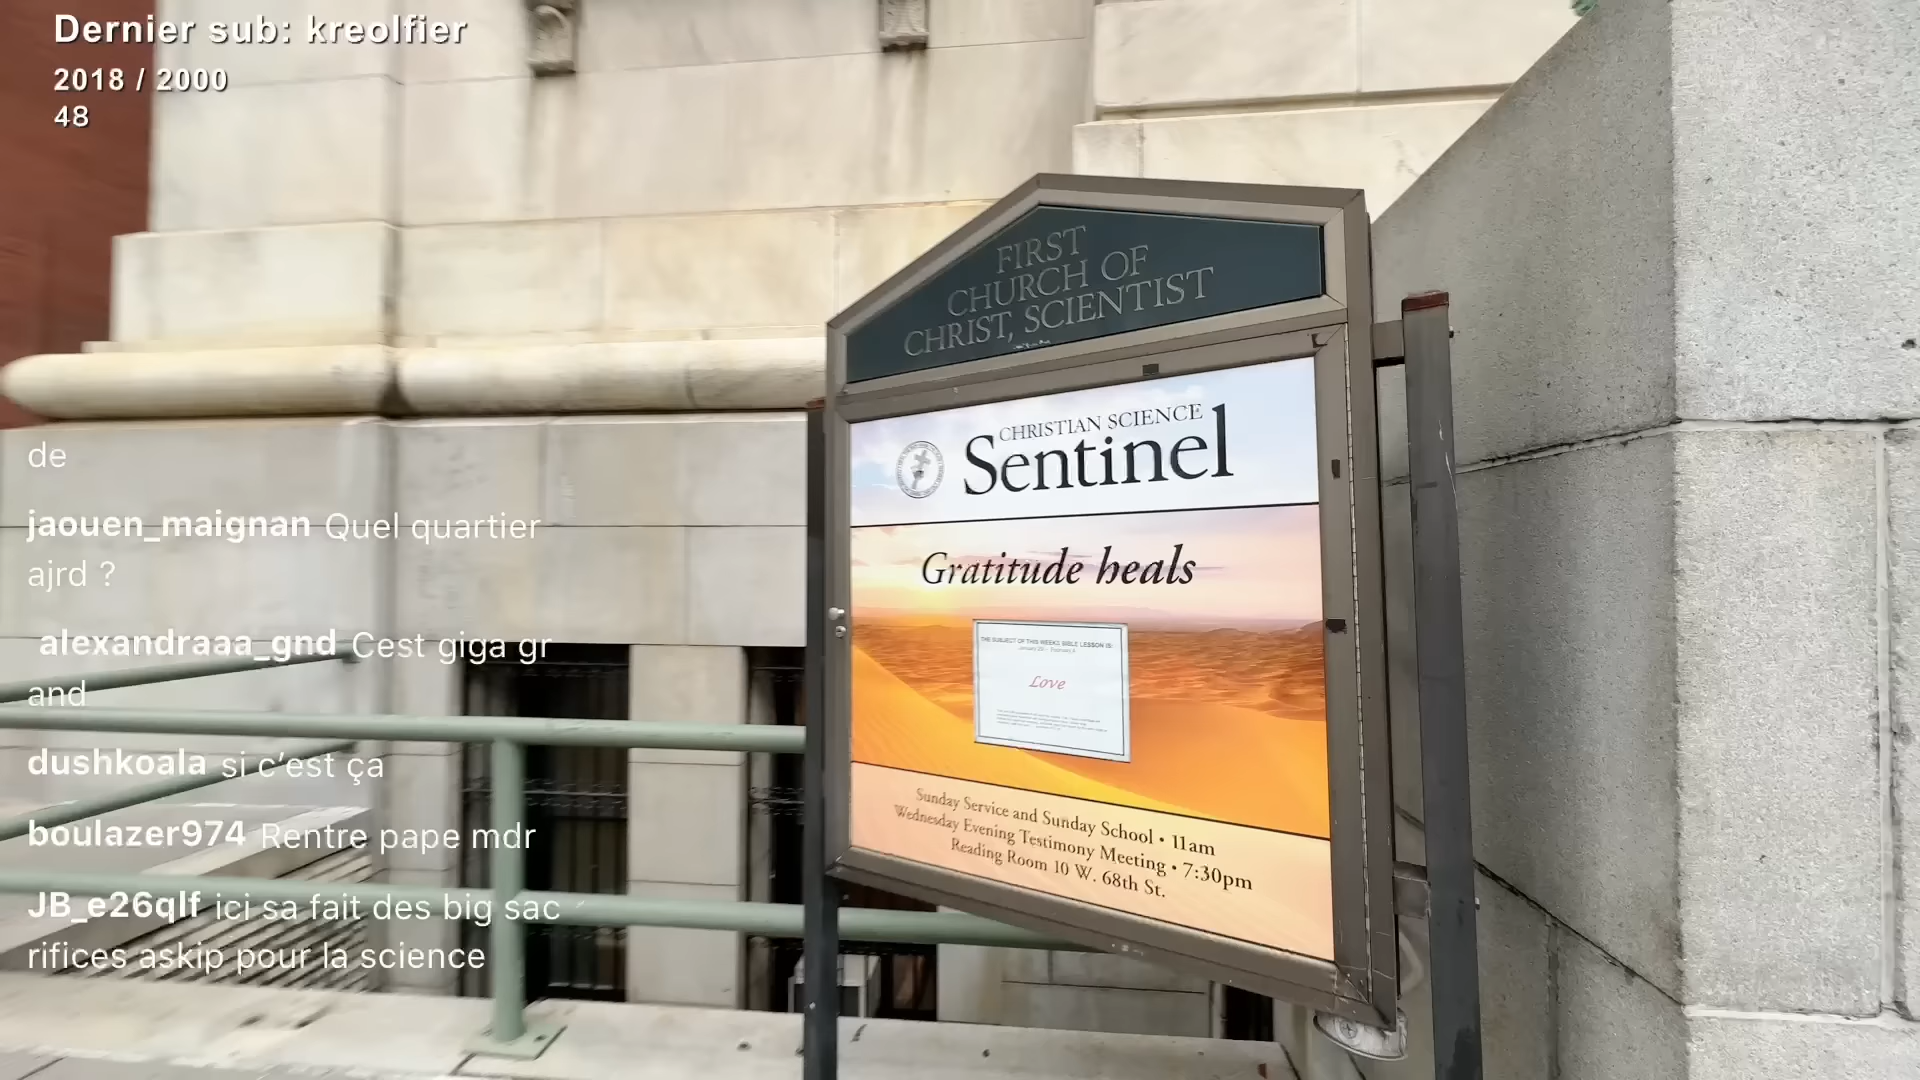 Dernier sub: kreolfier
2018 / 2000
48
FIRST
CHURCH OF
CHRIST, SCIENTIST
CHRISTIAN SCIENCE
Sentinel
Gratitude heals
THE SUBJECT OF THIS WEEK'S BIBLE LESSON IS:
Love
Sunday Service and Sunday School • 11am
Wednesday Evening Testimony Meeting • 7:30pm
Reading Room 10 W. 68th St.
de
jaouen_maignan Quel quartier
ajrd ?
alexandraaa_gnd Cest giga gr
and
dushkoala si c’est ça
boulazer974 Rentre pape mdr
JB_e26qlf ici sa fait des big sac
rifices askip pour la science